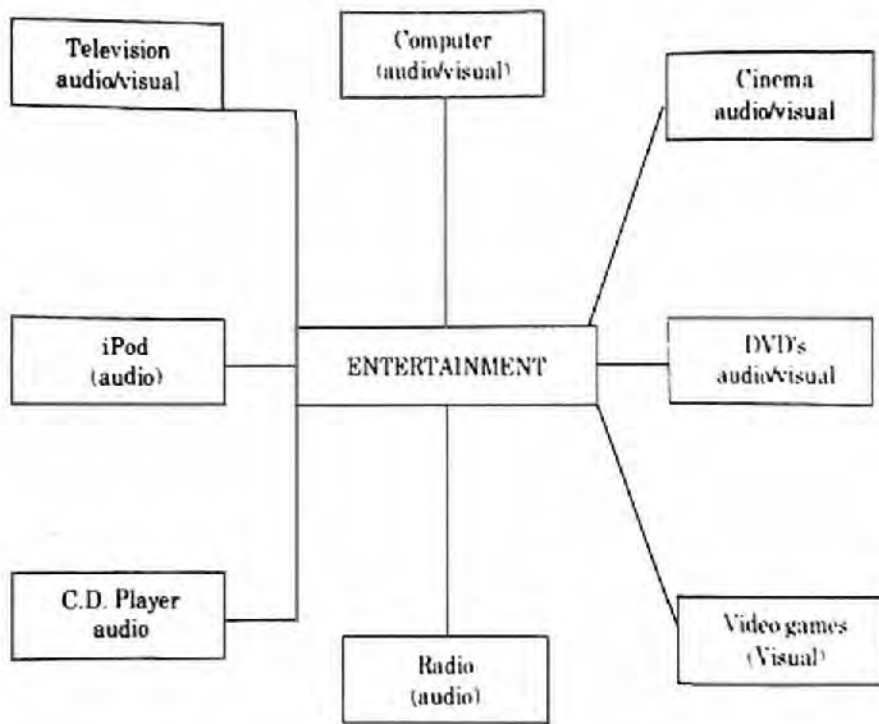 Television
audio/visual
Computer
(audio/visual)
Cinema
audio/visual
iPod
(audio)
ENTERTAINMENT
DVD's
audio/visual
C.D. Player
audio
Radio
(audio)
Video games
(Visual)